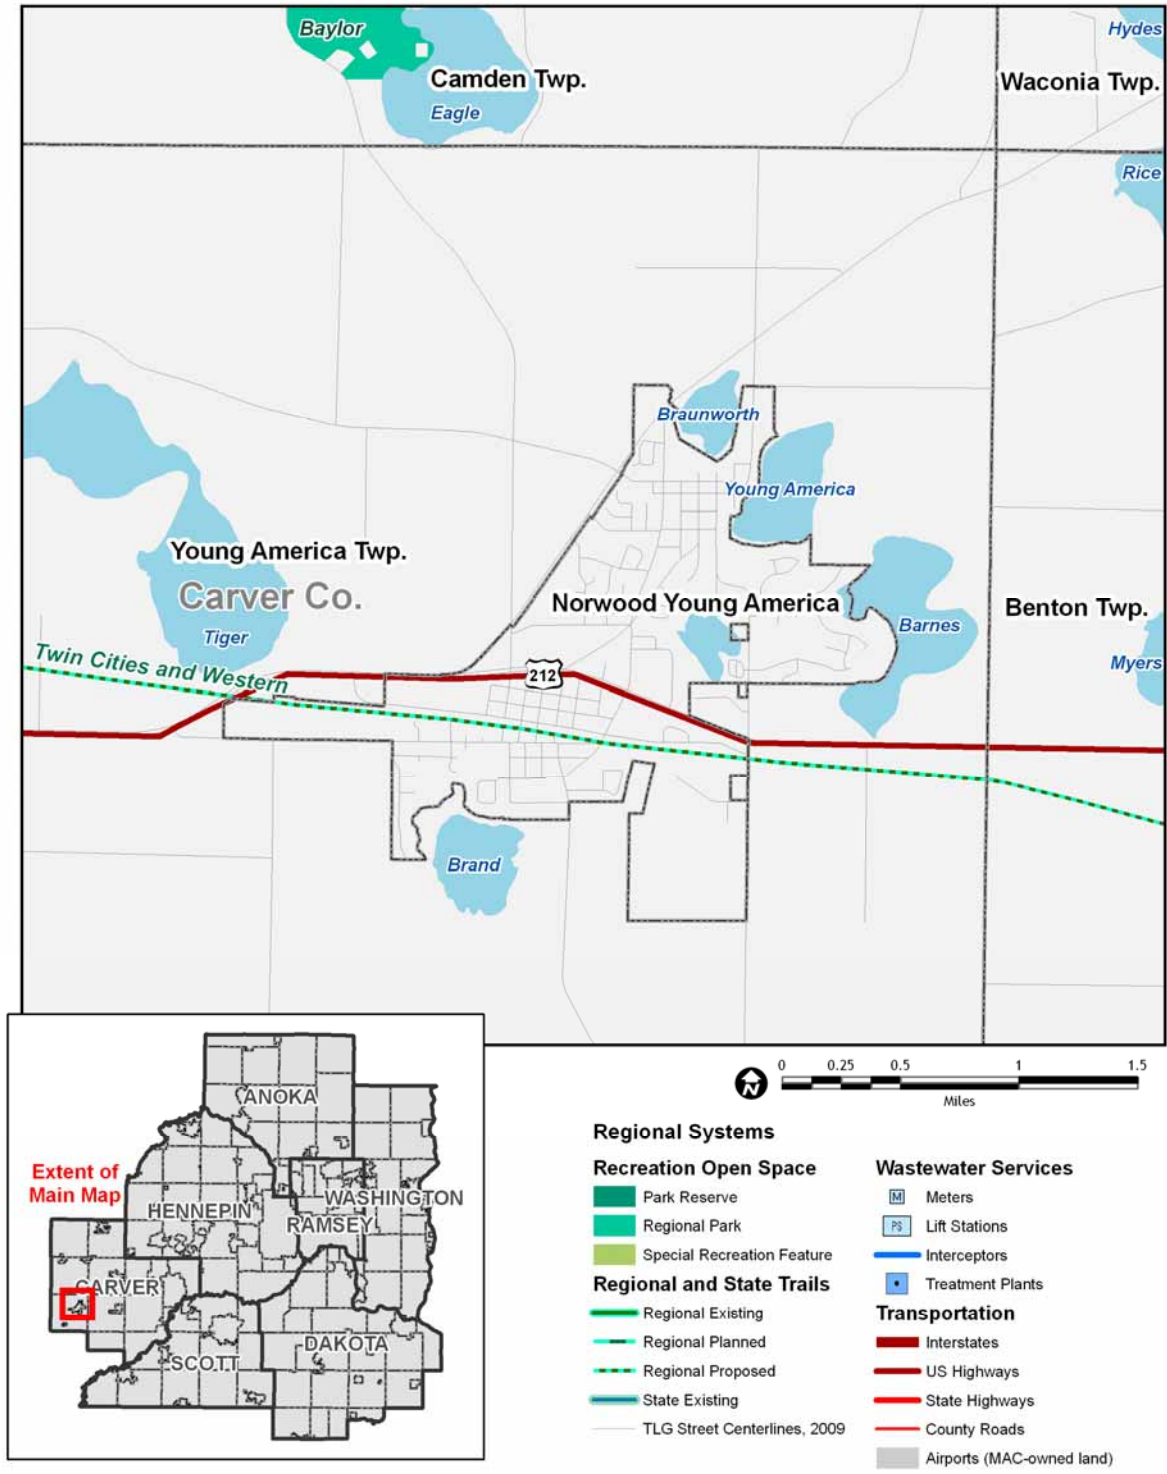 Baylor
Hydes
Camden Twp.
Waconia Twp.
Eagle
Rice
Braunworth
Young America
Young America Twp.
Carver Co.
Norwood Young America
Benton Twp.
Tiger
Barnes
Twin Cities and Western
Myers
212
Brand
ANOKA
Extent of
Main Map
HENNEPIN
WASHINGTON
RAMSEY
CARVER
DAKOTA
SCOTT
N
0 0.25 0.5 1 1.5
Miles
Regional Systems
Recreation Open Space
Park Reserve
Regional Park
Special Recreation Feature
Regional and State Trails
Regional Existing
Regional Planned
Regional Proposed
State Existing
TLG Street Centerlines, 2009
Wastewater Services
M Meters
PS Lift Stations
Interceptors
Treatment Plants
Transportation
Interstates
US Highways
State Highways
County Roads
Airports (MAC-owned land)